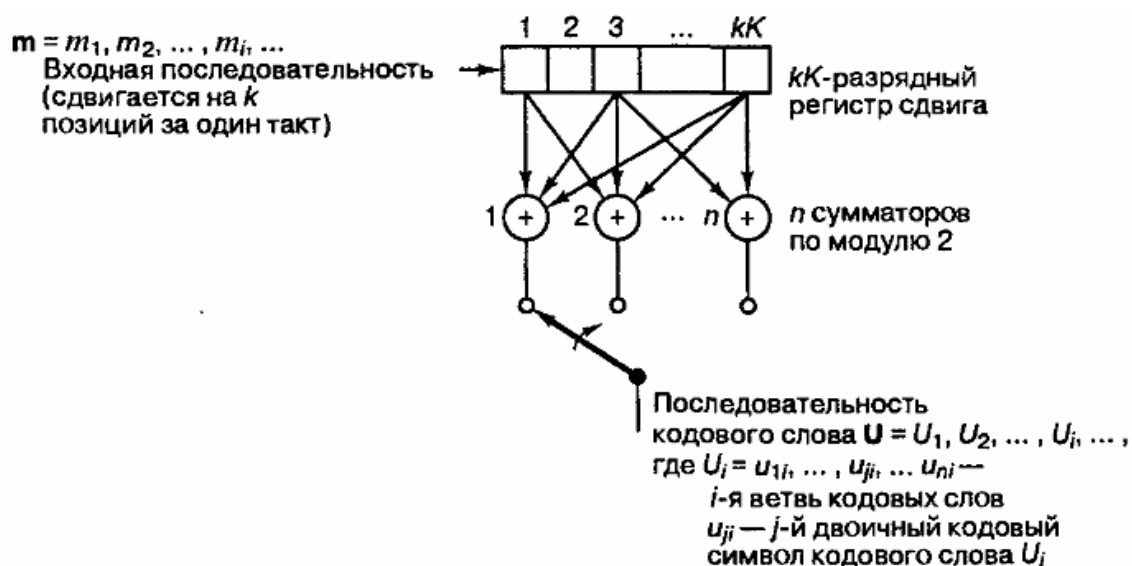 1 2 3 ... kK
m = m₁, m₂, ... , mᵢ, ...
Входная последовательность
(сдвигается на k
позиций за один такт)
kK-разрядный
регистр сдвига
1 + 2 + ... n +
n сумматоров
по модулю 2
Последовательность
кодового слова U = U₁, U₂, ... , Uᵢ, ... ,
где Uᵢ = u₁ᵢ, ... , uⱼᵢ, ... uₙᵢ —
i-я ветвь кодовых слов
uⱼᵢ — j-й двоичный кодовый
символ кодового слова Uᵢ